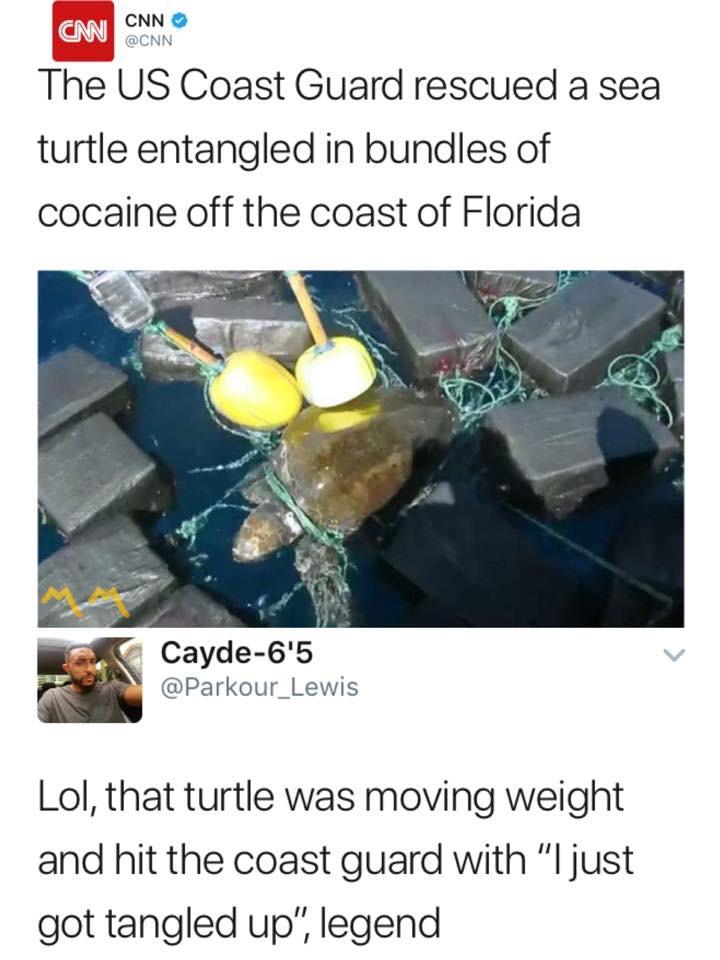 CNN
CNN
@CNN
The US Coast Guard rescued a sea
turtle entangled in bundles of
cocaine off the coast of Florida
MM
Cayde-6'5
@Parkour_Lewis
Lol, that turtle was moving weight
and hit the coast guard with “I just
got tangled up”, legend